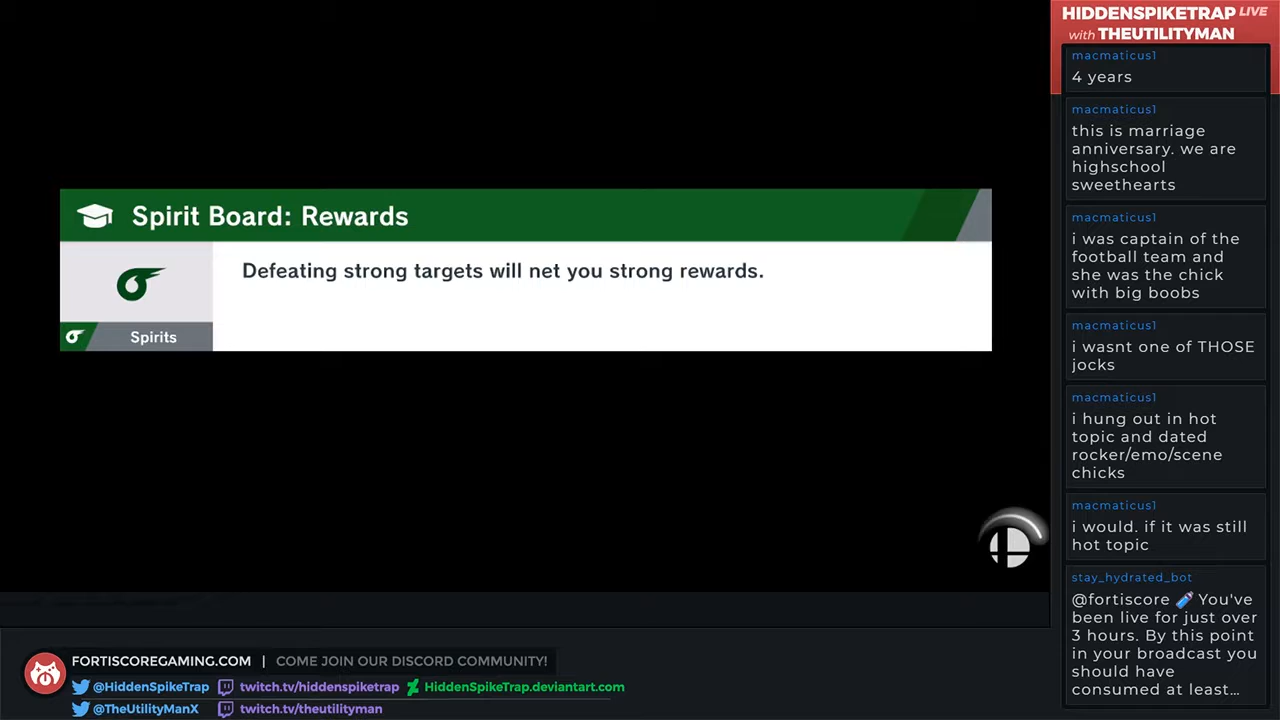 HIDDENSPIKETRAP LIVE
with THEUTILITYMAN
macmaticus1
4 years
macmaticus1
this is marriage
anniversary. we are
highschool
sweethearts
macmaticus1
i was captain of the
football team and
she was the chick
with big boobs
macmaticus1
i wasnt one of THOSE
jocks
macmaticus1
i hung out in hot
topic and dated
rocker/emo/scene
chicks
macmaticus1
i would. if it was still
hot topic
stay_hydrated_bot
@fortiscore You've
been live for just over
3 hours. By this point
in your broadcast you
should have
consumed at least...
Spirit Board: Rewards
Defeating strong targets will net you strong rewards.
Spirits
FORTISCOREGAMING.COM | COME JOIN OUR DISCORD COMMUNITY!
@HiddenSpikeTrap twitch.tv/hiddenspiketrap HiddenSpikeTrap.deviantart.com
@TheUtilityManX twitch.tv/theutilityman